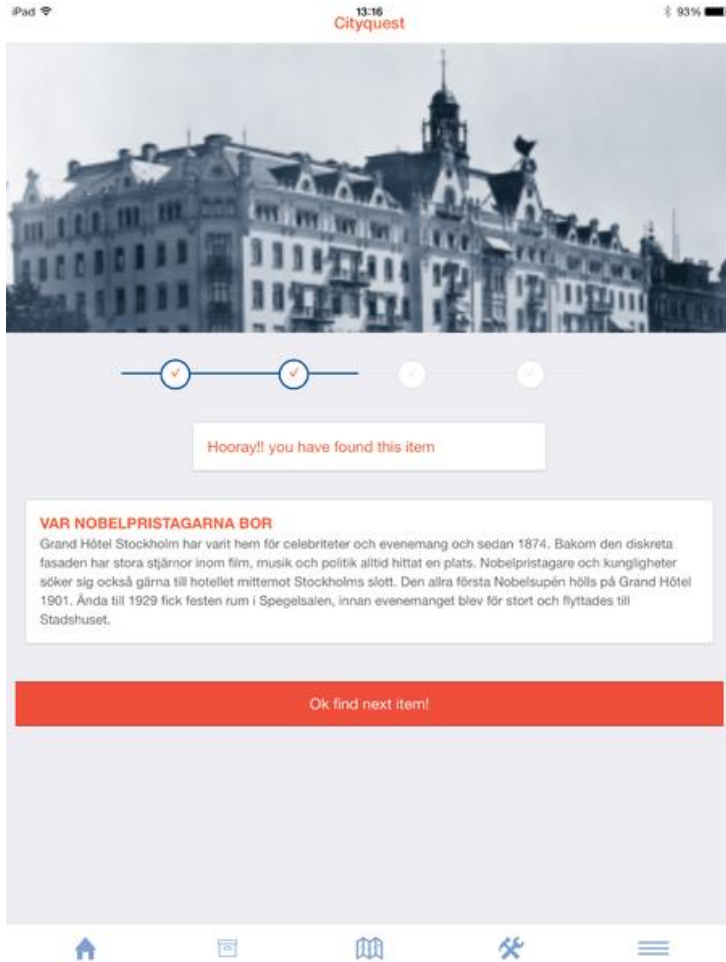 iPad 13:16 93%
Cityquest
Hooray!! you have found this item
VAR NOBELPRISTAGARNA BOR
Grand Hôtel Stockholm har varit hem för celebriteter och evenemang och sedan 1874. Bakom den diskreta
fasaden har stora stjärnor inom film, musik och politik alltid hittat en plats. Nobelpristagare och kungligheter
söker sig också gärna till hotellet mittemot Stockholms slott. Den allra första Nobelsupén hölls på Grand Hôtel
1901. Ända till 1929 fick festen rum i Spegelsalen, innan evenemanget blev för stort och flyttades till
Stadshuset.
Ok find next item!